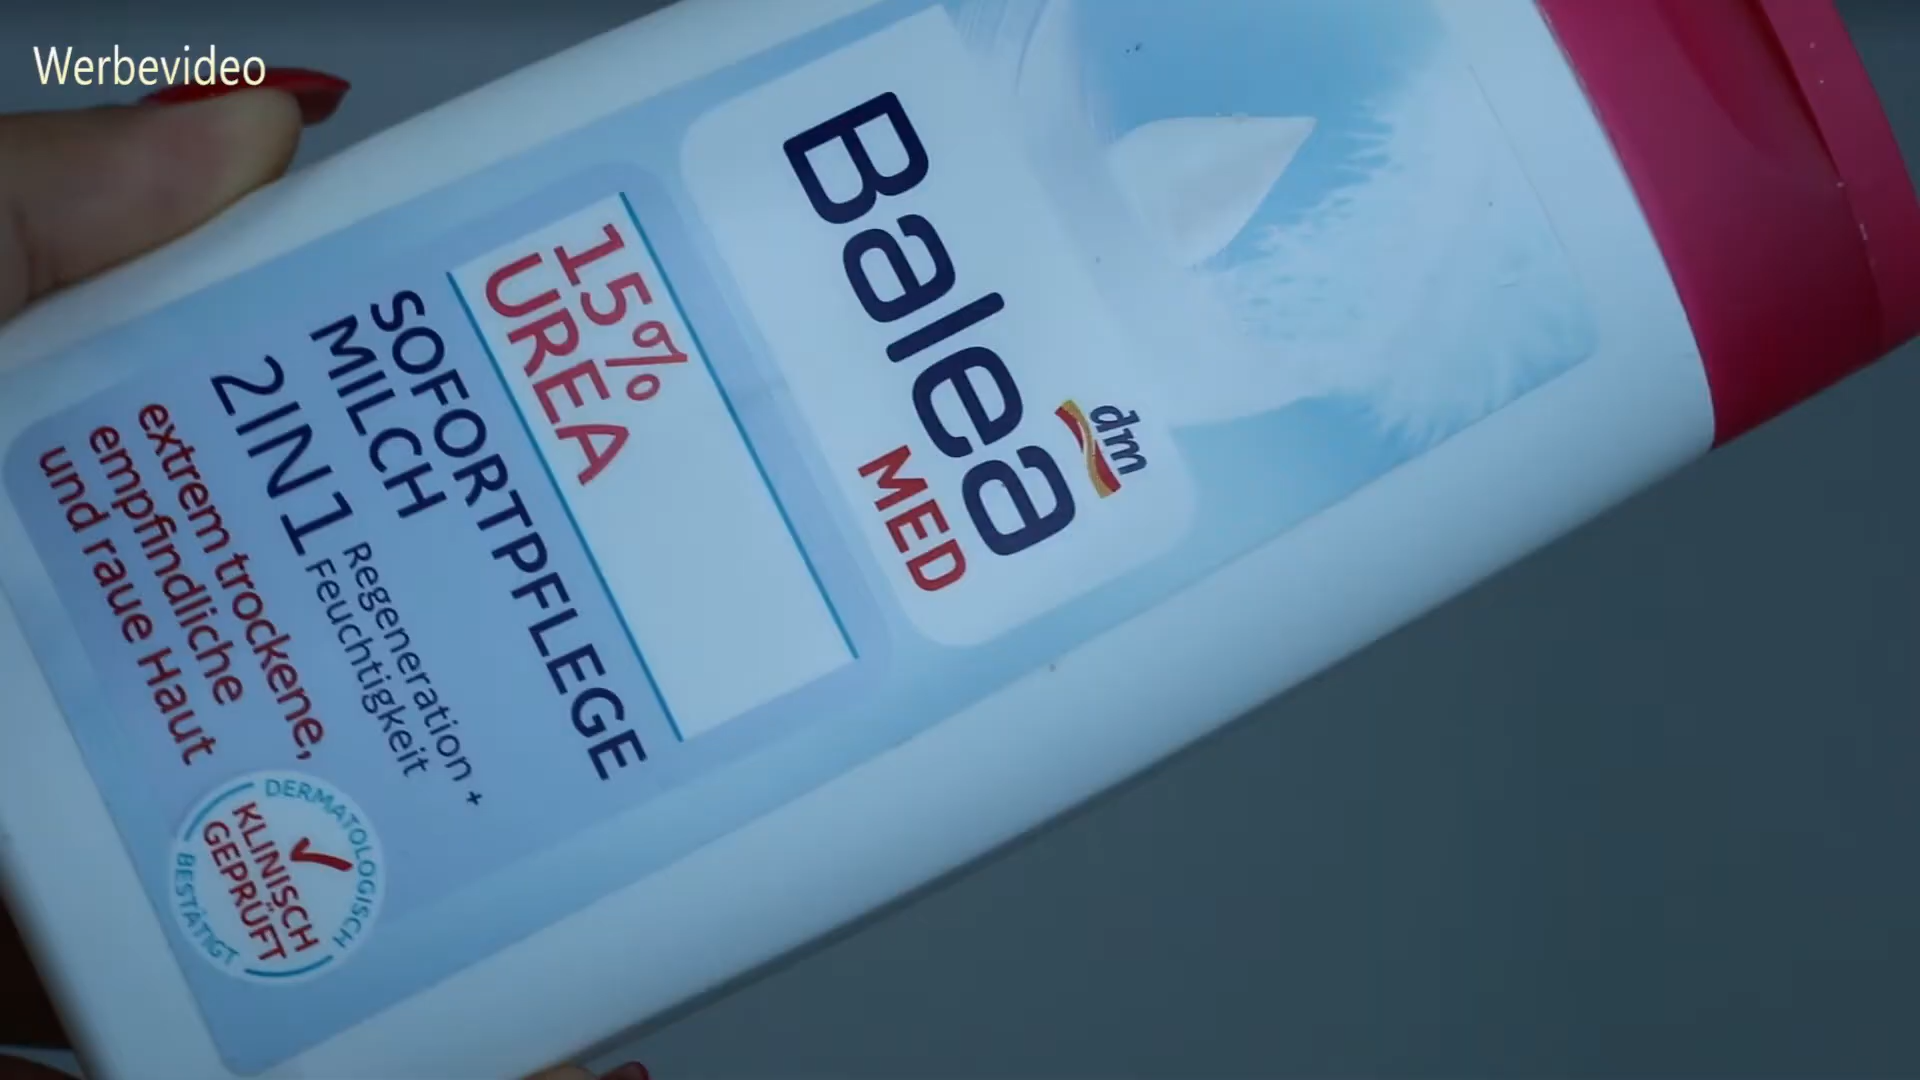 Werbevideo
dm
Balea
MED
15%
UREA
SOFORTPFLEGE
MILCH
2IN1
Regeneration +
Feuchtigkeit
extrem trockene,
empfindliche
und raue Haut
DERMATOLOGISCH
KLINISCH
GEPRÜFT
BESTÄTIGT